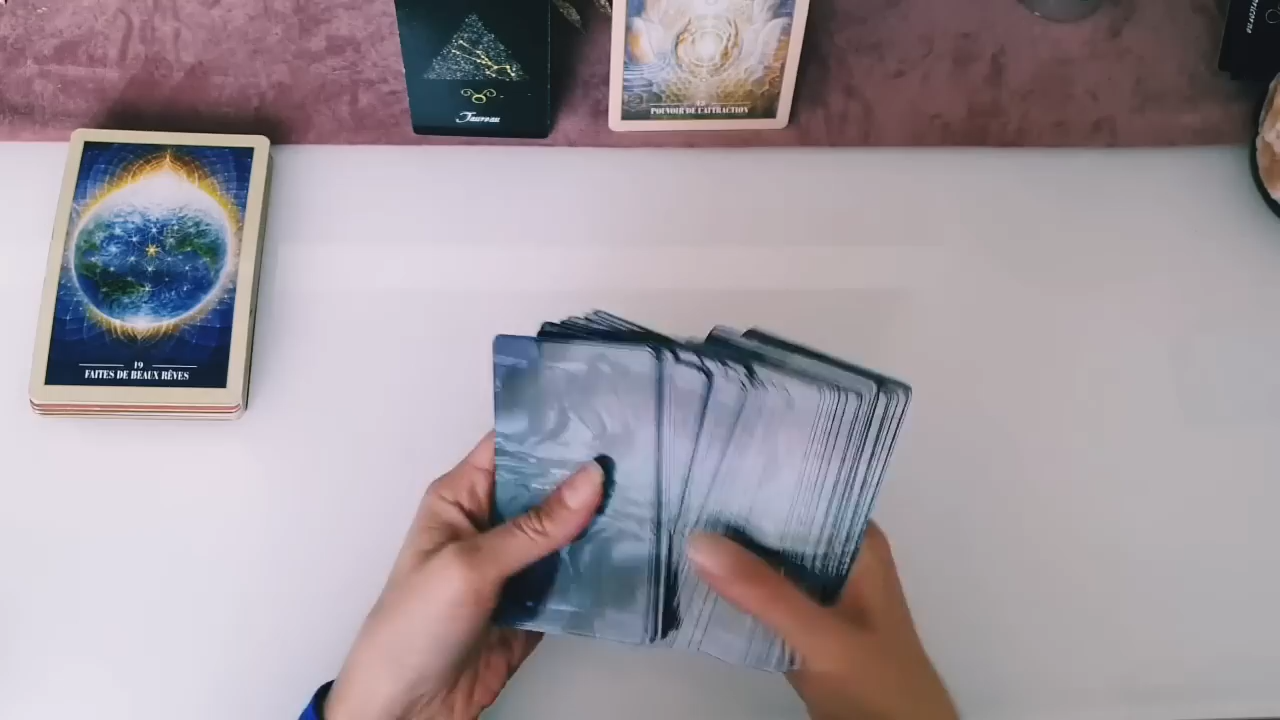 Taureau
POUVOIR DE L'ATTRACTION
19
FAITES DE BEAUX RÊVES